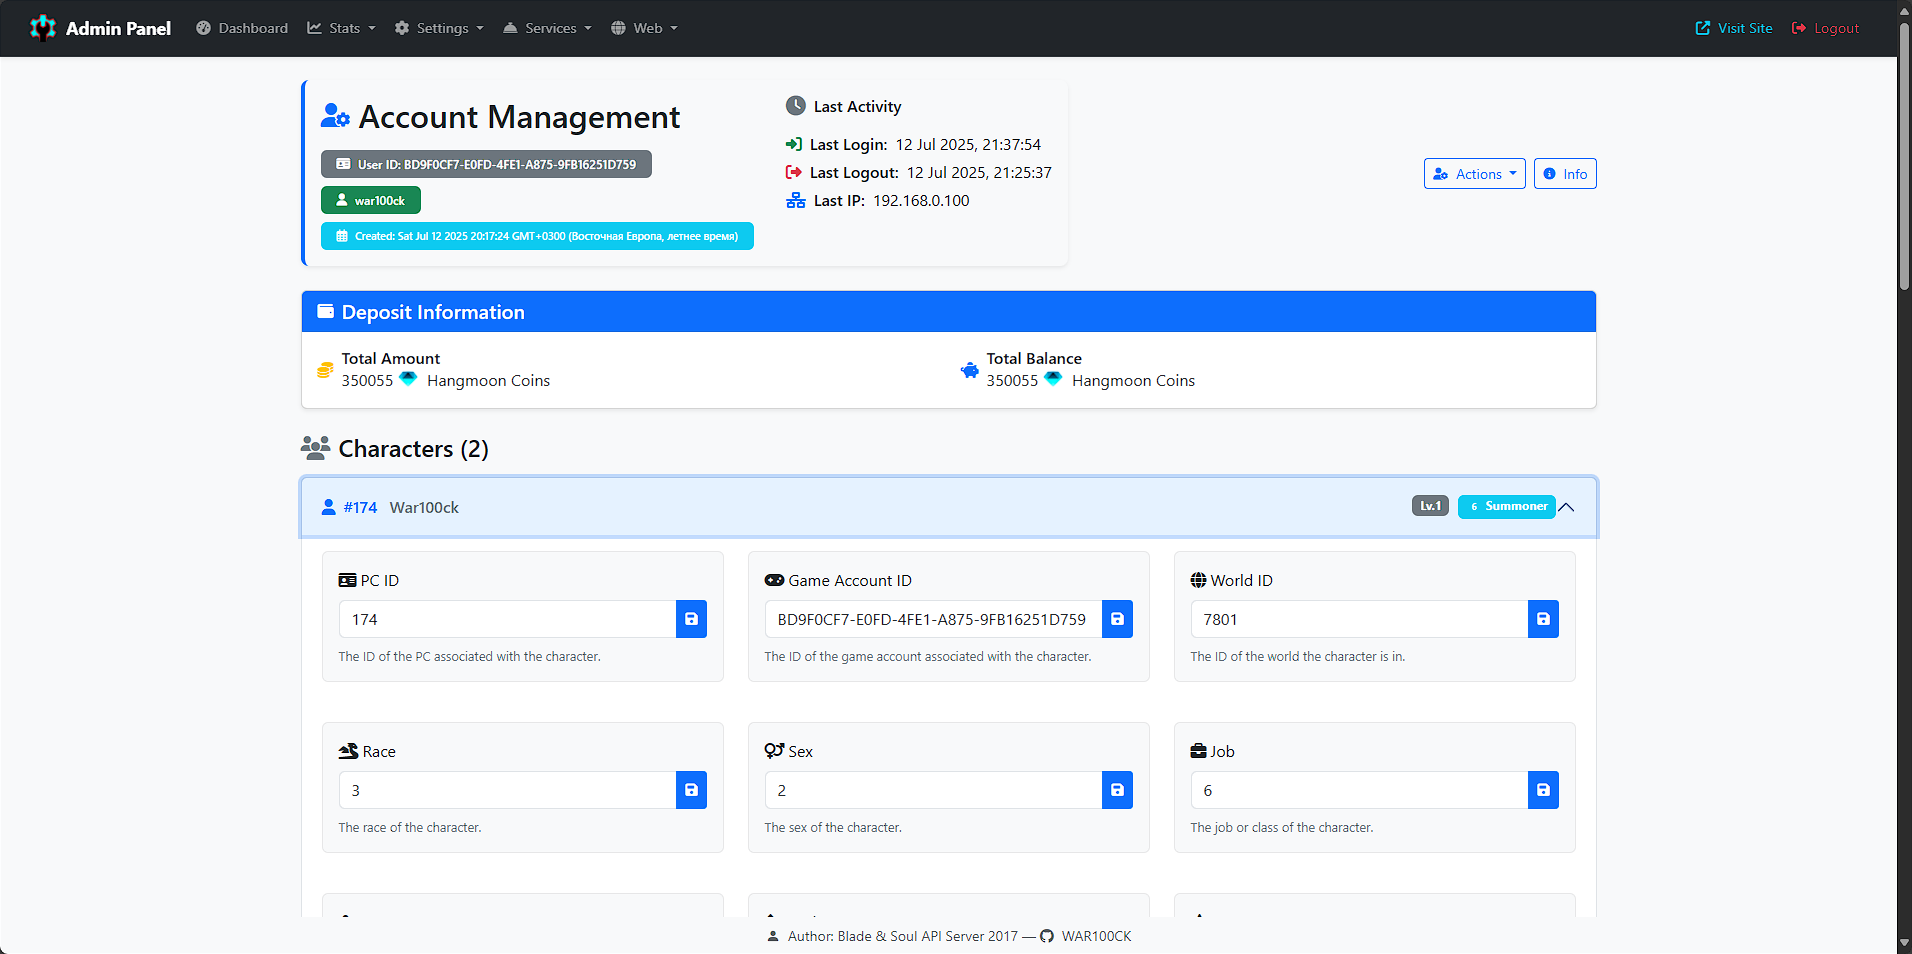 Admin Panel
Dashboard
Stats
Settings
Services
Web
Visit Site
Logout
Account Management
User ID: BD9F0CF7-E0FD-4FE1-A875-9FB16251D759
war100ck
Created: Sat Jul 12 2025 20:17:24 GMT+0300 (Восточная Европа, летнее время)
Last Activity
Last Login: 12 Jul 2025, 21:37:54
Last Logout: 12 Jul 2025, 21:25:37
Last IP: 192.168.0.100
Actions
Info
Deposit Information
Total Amount
350055 Hangmoon Coins
Total Balance
350055 Hangmoon Coins
Characters (2)
#174 War100ck
Lv.1
6 Summoner
PC ID
174
The ID of the PC associated with the character.
Game Account ID
BD9F0CF7-E0FD-4FE1-A875-9FB16251D759
The ID of the game account associated with the character.
World ID
7801
The ID of the world the character is in.
Race
3
The race of the character.
Sex
2
The sex of the character.
Job
6
The job or class of the character.
Author: Blade & Soul API Server 2017 — WAR100CK